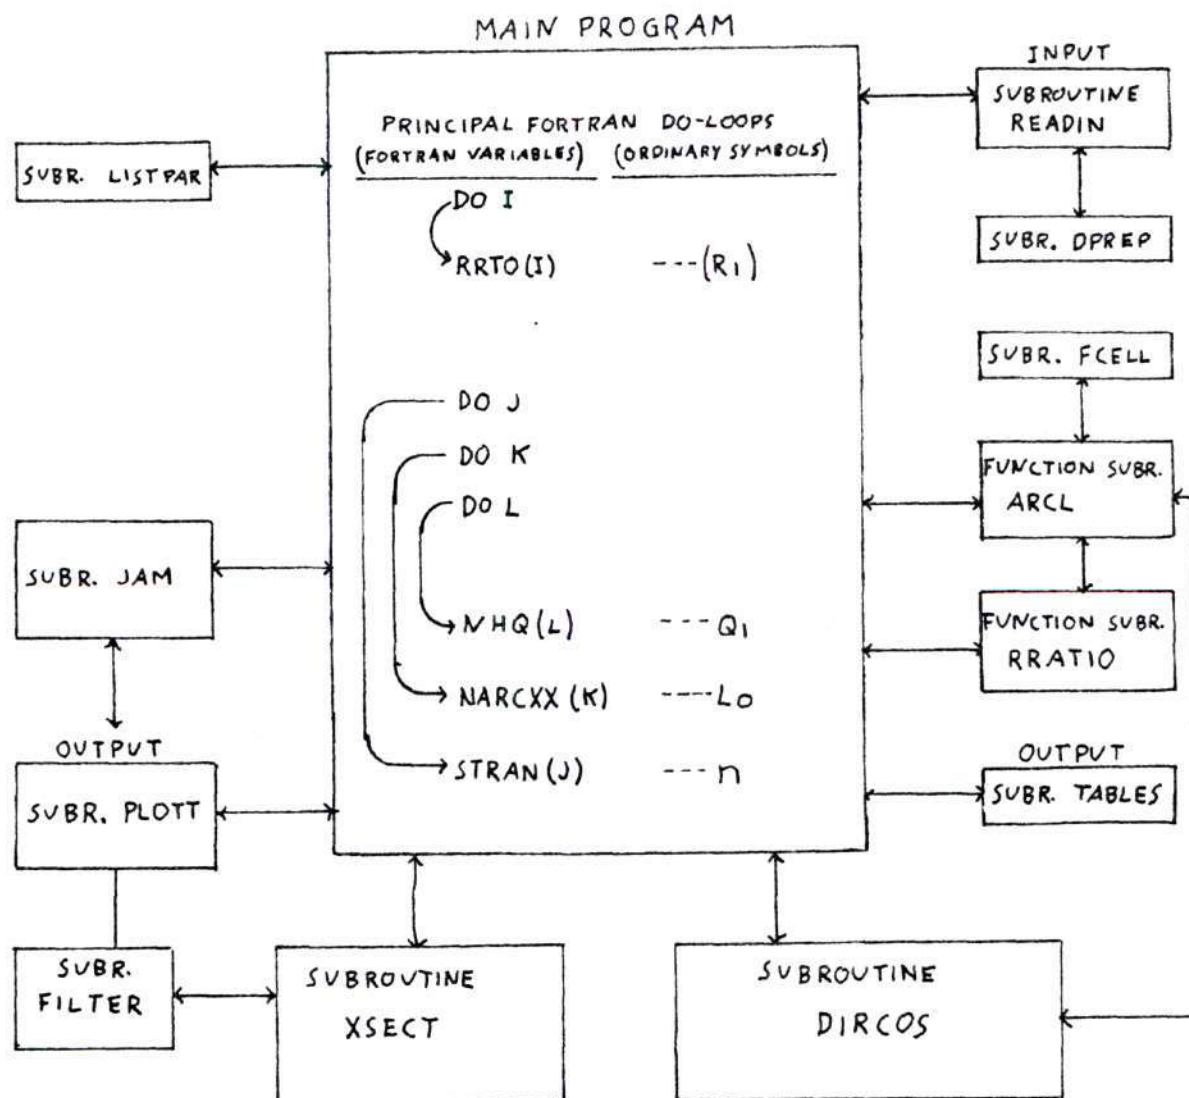 MAIN PROGRAM
PRINCIPAL FORTRAN DO-LOOPS
(FORTRAN VARIABLES) (ORDINARY SYMBOLS)
DO I
RRTO(I) ---(R1)
DO J
DO K
DO L
NHQ(L) ---Q1
NARCXX(K) ----L0
STRAN(J) ---n
SUBR. LISTPAR
SUBR. JAM
OUTPUT
SUBR. PLOTT
SUBR.
FILTER
SUBROUTINE
XSECT
SUBROUTINE
DIRCOS
INPUT
SUBROUTINE
READIN
SUBR. DPREP
SUBR. FCELL
FUNCTION SUBR.
ARCL
FUNCTION SUBR.
RRATIO
OUTPUT
SUBR. TABLES